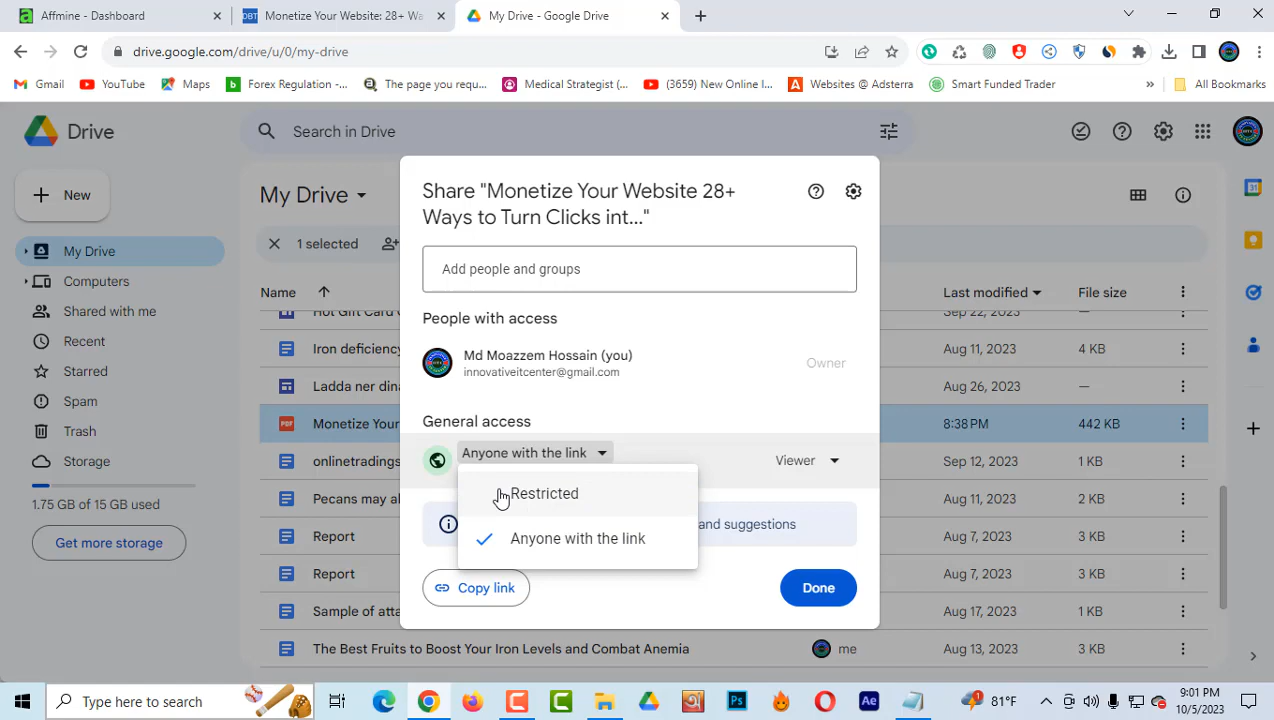 Affmine - Dashboard
DBT
Monetize Your Website: 28+ Wa
My Drive - Google Drive
drive.google.com/drive/u/0/my-drive
Gmail
YouTube
Maps
Forex Regulation -...
The page you requ...
Medical Strategist (...
(3659) New Online I...
Websites @ Adsterra
Smart Funded Trader
»
All Bookmarks
Drive
Search in Drive
New
My Drive
1 selected
My Drive
Computers
Shared with me
Recent
Starred
Spam
Trash
Storage
1.75 GB of 15 GB used
Get more storage
Name
Last modified
File size
Hot Gift Card
Sep 22, 2023
—
Iron deficiency
Aug 11, 2023
4 KB
Ladda ner dina
Aug 26, 2023
—
PDF
Monetize Your
8:38 PM
442 KB
onlinetradings
Sep 12, 2023
1 KB
Pecans may a
Aug 11, 2023
2 KB
Report
Aug 7, 2023
3 KB
Report
Aug 7, 2023
3 KB
Sample of atta
Aug 17, 2023
1 KB
The Best Fruits to Boost Your Iron Levels and Combat Anemia
me
Aug 13, 2023
3 KB
Share "Monetize Your Website 28+
Ways to Turn Clicks int..."
Add people and groups
People with access
Md Moazzem Hossain (you)
innovativeitcenter@gmail.com
Owner
General access
Anyone with the link
Viewer
Restricted
Anyone with the link
and suggestions
Copy link
Done
Type here to search
Ps
Ae
1
81°F
9:01 PM
10/5/2023